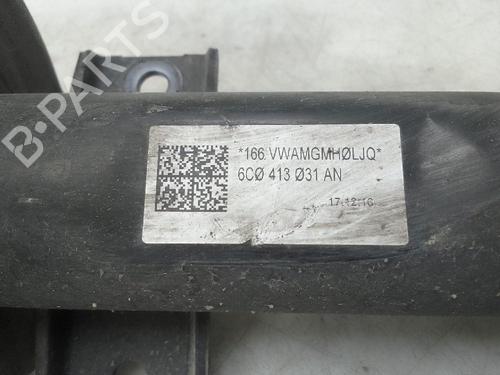 B-PARTS
*166 VWAMGMHØLJQ*
6CØ 413 Ø31 AN
17.12.16